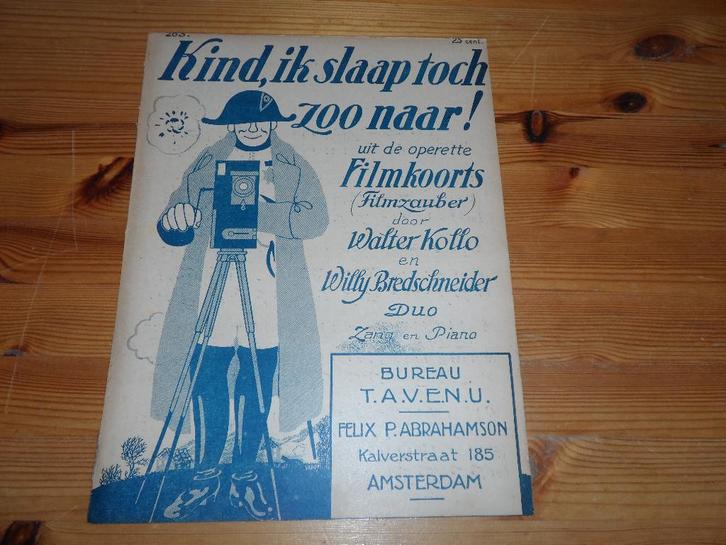 263.
25 cent.
Kind, ik slaap toch
zoo naar!
uit de operette
Filmkoorts
(Filmzauber)
door
Walter Kollo
en
Willy Bredschneider
Duo
Zang en Piano
BUREAU
T.A.V.E.N.U.
FELIX P. ABRAHAMSON
Kalverstraat 185
AMSTERDAM